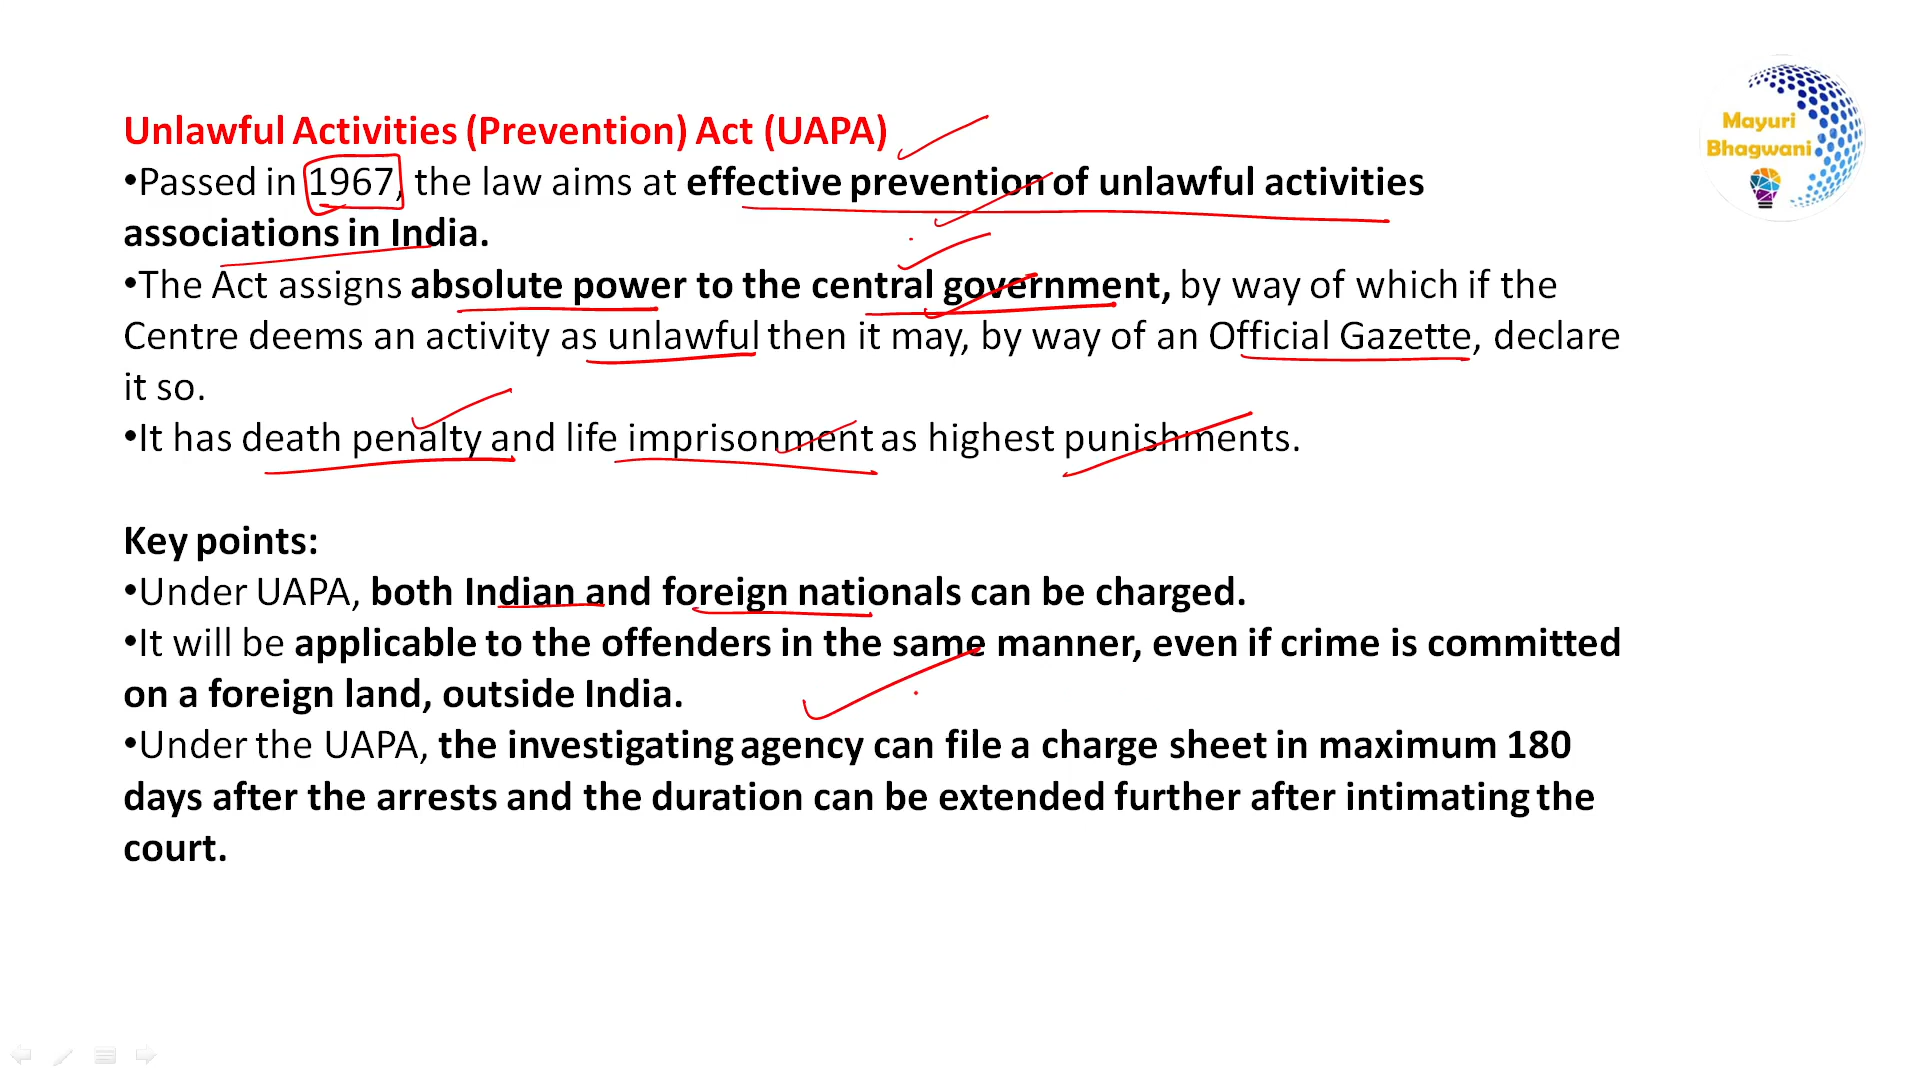 Mayuri
Bhagwani
Unlawful Activities (Prevention) Act (UAPA)
•Passed in 1967, the law aims at effective prevention of unlawful activities
associations in India.
•The Act assigns absolute power to the central government, by way of which if the
Centre deems an activity as unlawful then it may, by way of an Official Gazette, declare
it so.
•It has death penalty and life imprisonment as highest punishments.
Key points:
•Under UAPA, both Indian and foreign nationals can be charged.
•It will be applicable to the offenders in the same manner, even if crime is committed
on a foreign land, outside India.
•Under the UAPA, the investigating agency can file a charge sheet in maximum 180
days after the arrests and the duration can be extended further after intimating the
court.